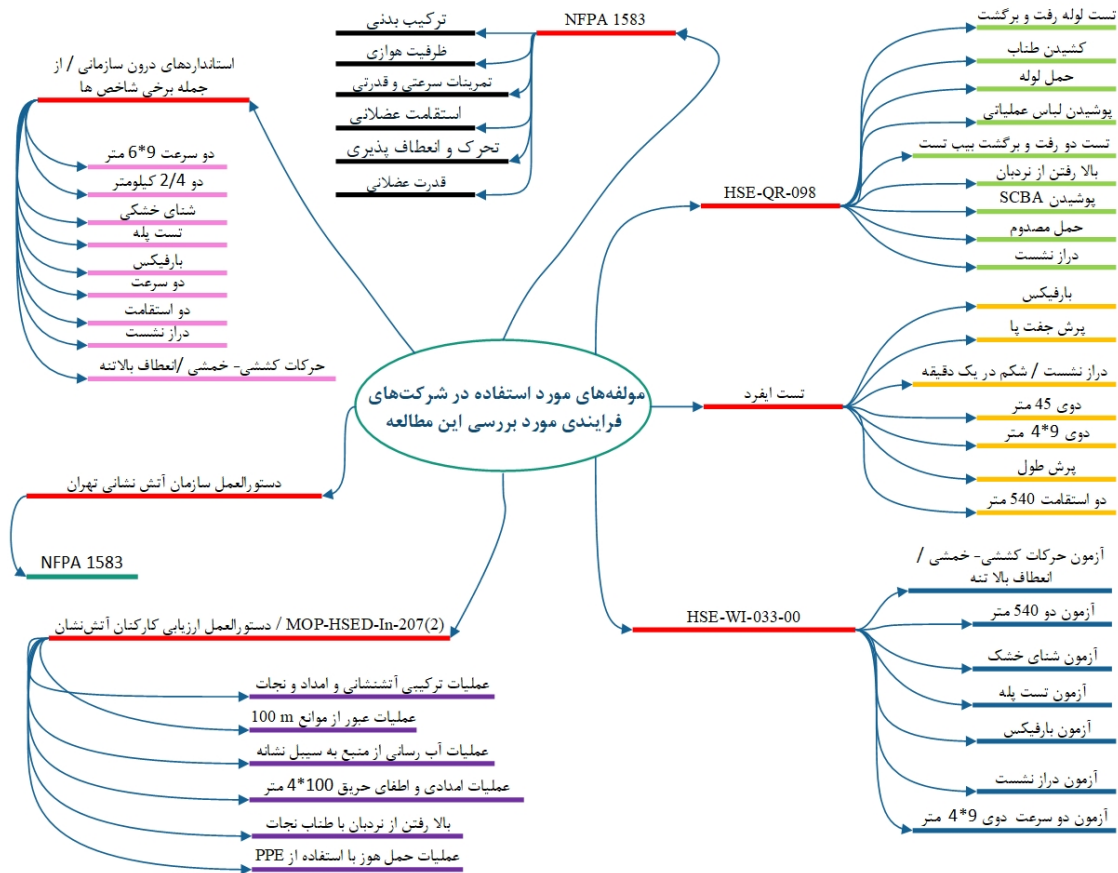 مولفه‌های مورد استفاده در شرکت‌های
فرایندی مورد بررسی این مطالعه
NFPA 1583
ترکیب بدنی
ظرفیت هوازی
تمرینات سرعتی و قدرتی
استقامت عضلانی
تحرک و انعطاف پذیری
قدرت عضلانی
HSE-QR-098
تست لوله رفت و برگشت
کشیدن طناب
حمل لوله
پوشیدن لباس عملیاتی
تست دو رفت و برگشت بیب تست
بالا رفتن از نردبان
پوشیدن SCBA
حمل مصدوم
دراز نشست
تست ایفرد
بارفیکس
پرش جفت پا
دراز نشست / شکم در یک دقیقه
دوی 45 متر
دوی 9*4 متر
پرش طول
دو استقامت 540 متر
HSE-WI-033-00
آزمون حرکات کششی- خمشی /
انعطاف بالا تنه
آزمون دو 540 متر
آزمون شنای خشک
آزمون تست پله
آزمون بارفیکس
آزمون دراز نشست
آزمون دو سرعت دوی 9*4 متر
استانداردهای درون سازمانی / از
جمله برخی شاخص ها
دو سرعت 9*6 متر
دو 2/4 کیلومتر
شنای خشکی
تست پله
بارفیکس
دو سرعت
دو استقامت
دراز نشست
حرکات کششی- خمشی /انعطاف بالاتنه
دستورالعمل سازمان آتش نشانی تهران
NFPA 1583
دستورالعمل ارزیابی کارکنان آتش‌نشان / MOP-HSED-In-207(2)
عملیات ترکیبی آتشنشانی و امداد و نجات
عملیات عبور از موانع 100 m
عملیات آب رسانی از منبع به سیبل نشانه
عملیات امدادی و اطفای حریق 100*4 متر
بالا رفتن از نردبان با طناب نجات
عملیات حمل هوز با استفاده از PPE